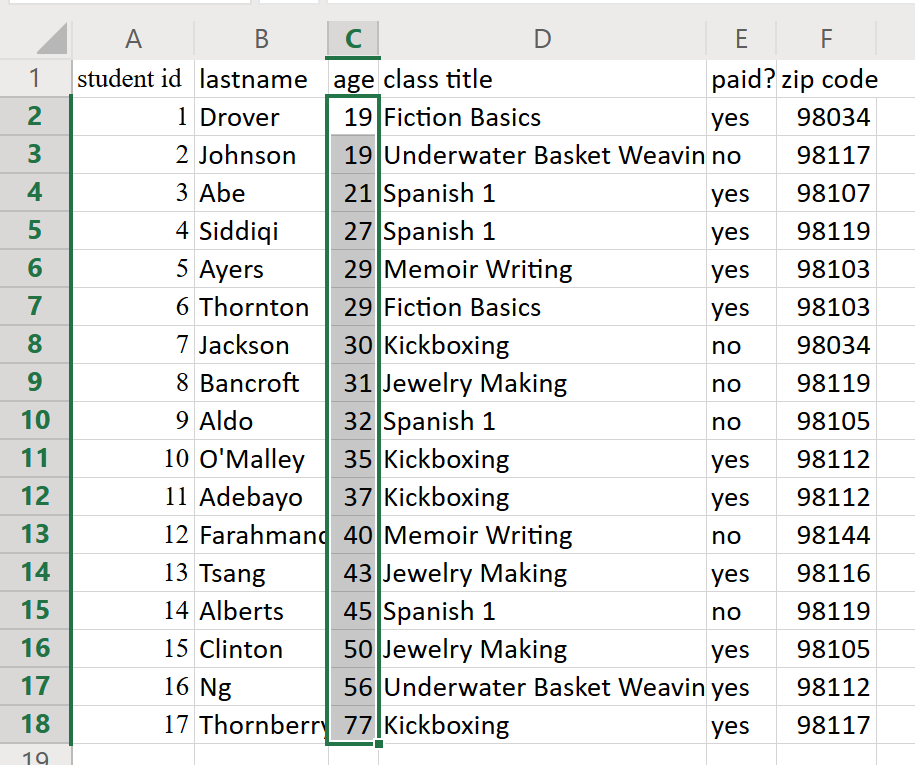 A B C D E F
1 student id lastname age class title paid? zip code
2 1 Drover 19 Fiction Basics yes 98034
3 2 Johnson 19 Underwater Basket Weavin no 98117
4 3 Abe 21 Spanish 1 yes 98107
5 4 Siddiqi 27 Spanish 1 yes 98119
6 5 Ayers 29 Memoir Writing yes 98103
7 6 Thornton 29 Fiction Basics yes 98103
8 7 Jackson 30 Kickboxing no 98034
9 8 Bancroft 31 Jewelry Making no 98119
10 9 Aldo 32 Spanish 1 no 98105
11 10 O'Malley 35 Kickboxing yes 98112
12 11 Adebayo 37 Kickboxing yes 98112
13 12 Farahmand 40 Memoir Writing no 98144
14 13 Tsang 43 Jewelry Making yes 98116
15 14 Alberts 45 Spanish 1 no 98119
16 15 Clinton 50 Jewelry Making yes 98105
17 16 Ng 56 Underwater Basket Weavin yes 98112
18 17 Thornberry 77 Kickboxing yes 98117
19